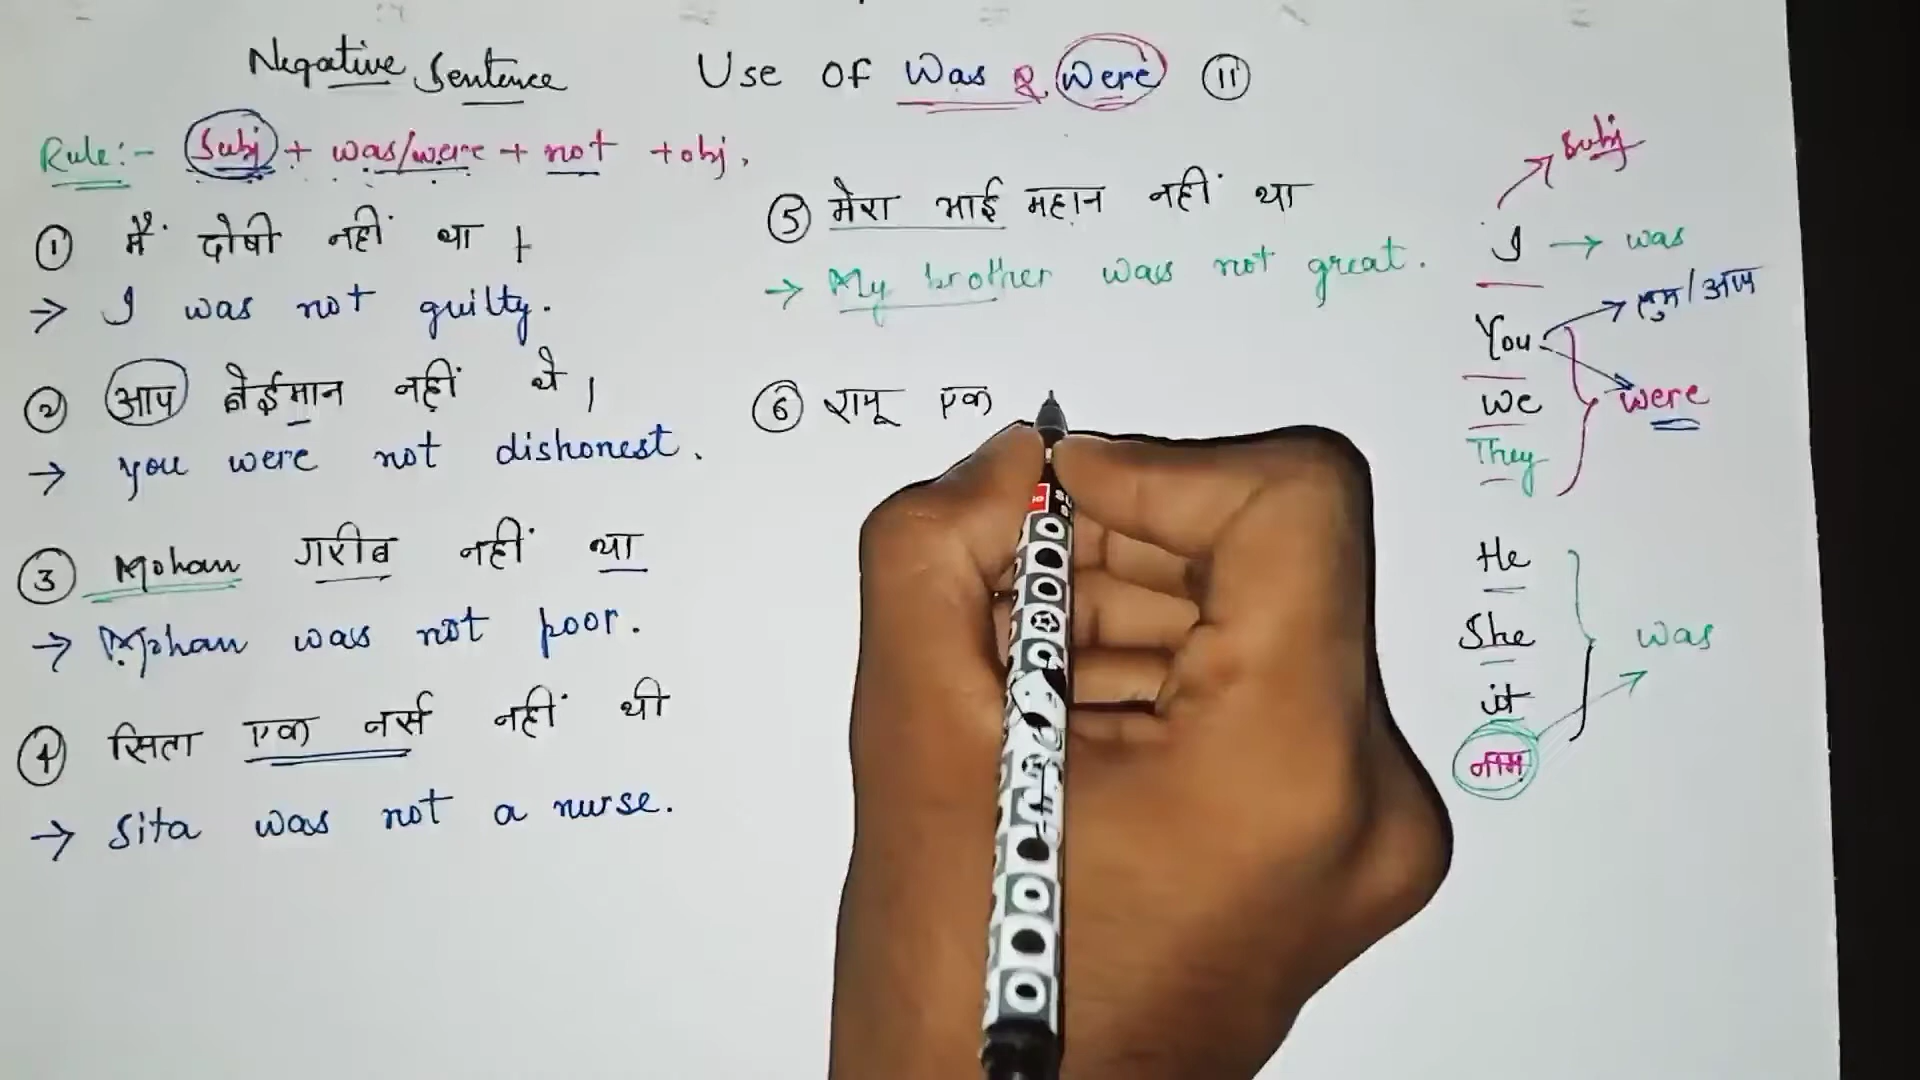 Negative Sentence Use Of Was & Were 11
Rule:- Subj + was/were + not + obj.
1 मैं दोषी नहीं था।
→ I was not guilty.
2 आप बेईमान नहीं थे।
→ you were not dishonest.
3 Mohan गरीब नहीं था
→ Mohan was not poor.
4 सिता एक नर्स नहीं थी
→ Sita was not a nurse.
5 मेरा भाई महान नहीं था
→ My brother was not great.
6 रामू एक
Subj
I → was
You → तुम/आप
We
They
were
He
She
it
नाम
was